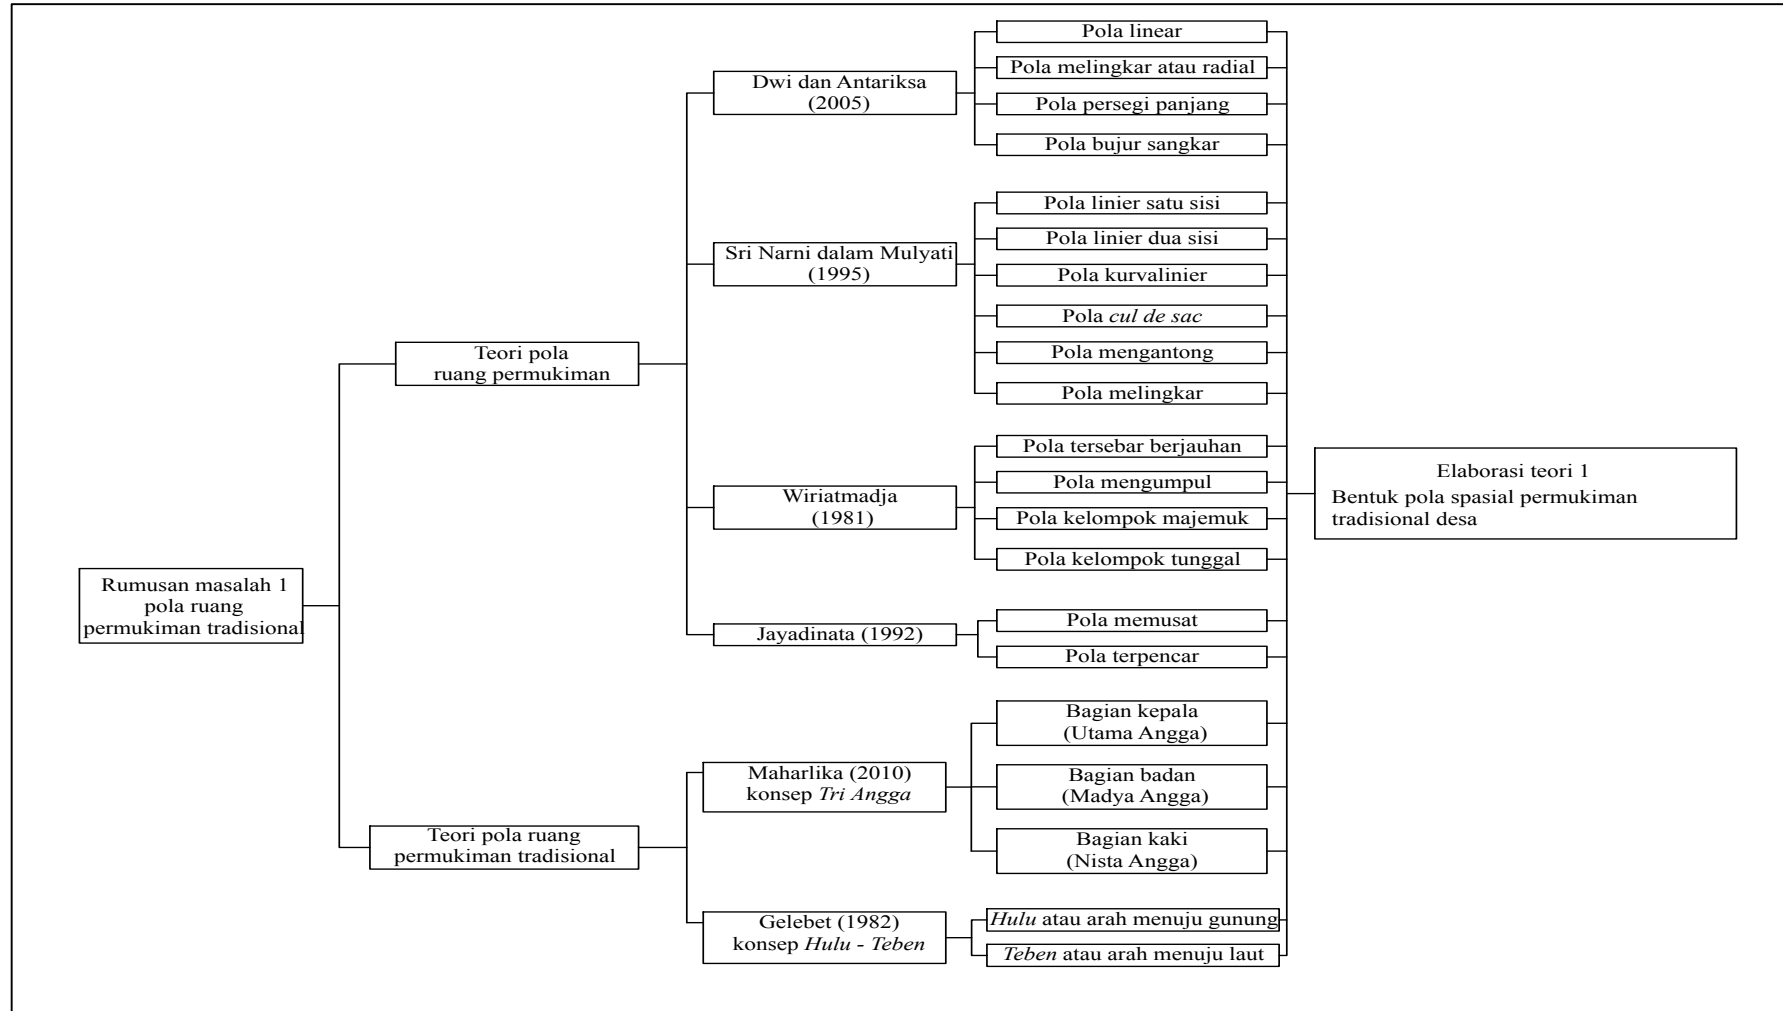 Rumusan masalah 1
pola ruang
permukiman tradisional
Teori pola
ruang permukiman
Dwi dan Antariksa
(2005)
Pola linear
Pola melingkar atau radial
Pola persegi panjang
Pola bujur sangkar
Sri Narni dalam Mulyati
(1995)
Pola linier satu sisi
Pola linier dua sisi
Pola kurvalinier
Pola cul de sac
Pola mengantong
Pola melingkar
Wiriatmadja
(1981)
Pola tersebar berjauhan
Pola mengumpul
Pola kelompok majemuk
Pola kelompok tunggal
Jayadinata (1992)
Pola memusat
Pola terpencar
Teori pola ruang
permukiman tradisional
Maharlika (2010)
konsep Tri Angga
Bagian kepala
(Utama Angga)
Bagian badan
(Madya Angga)
Bagian kaki
(Nista Angga)
Gelebet (1982)
konsep Hulu - Teben
Hulu atau arah menuju gunung
Teben atau arah menuju laut
Elaborasi teori 1
Bentuk pola spasial permukiman
tradisional desa